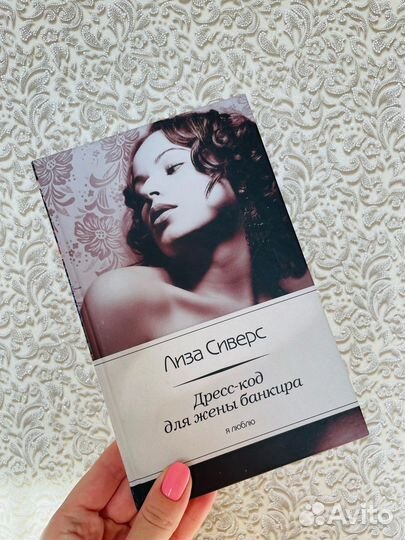 Лиза Сиверс
Дресс-код
для жены банкира
я люблю
Avito